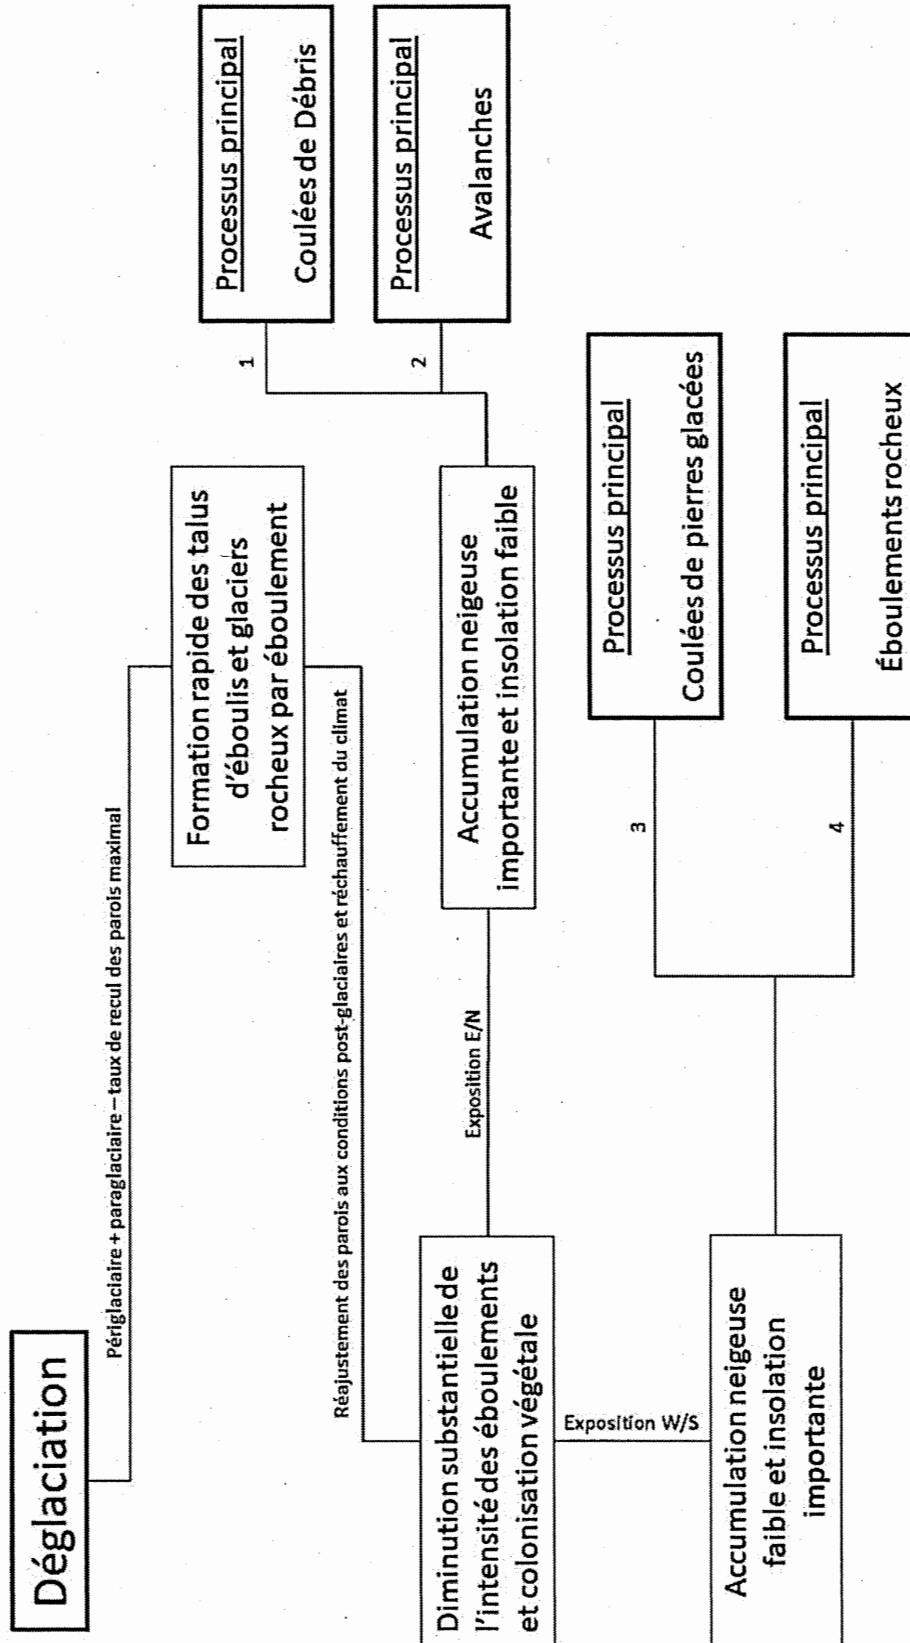 Déglaciation
Périglaciaire + paraglaciaire – taux de recul des parois maximal
Formation rapide des talus
d'éboulis et glaciers
rocheux par éboulement
Réajustement des parois aux conditions post-glaciaires et réchauffement du climat
Diminution substantielle de
l'intensité des éboulements
et colonisation végétale
Exposition E/N
Accumulation neigeuse
importante et insolation faible
1
Processus principal
Coulées de Débris
2
Processus principal
Avalanches
Exposition W/S
Accumulation neigeuse
faible et insolation
importante
3
Processus principal
Coulées de pierres glacées
4
Processus principal
Éboulements rocheux